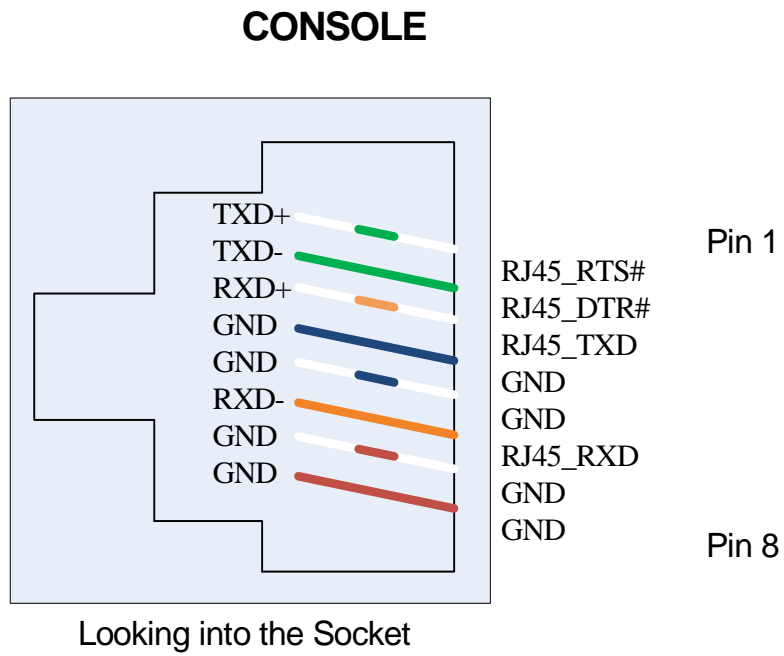 CONSOLE
TXD+
TXD-
RXD+
GND
GND
RXD-
GND
GND
RJ45_RTS#
RJ45_DTR#
RJ45_TXD
GND
GND
RJ45_RXD
GND
GND
Pin 1
Pin 8
Looking into the Socket